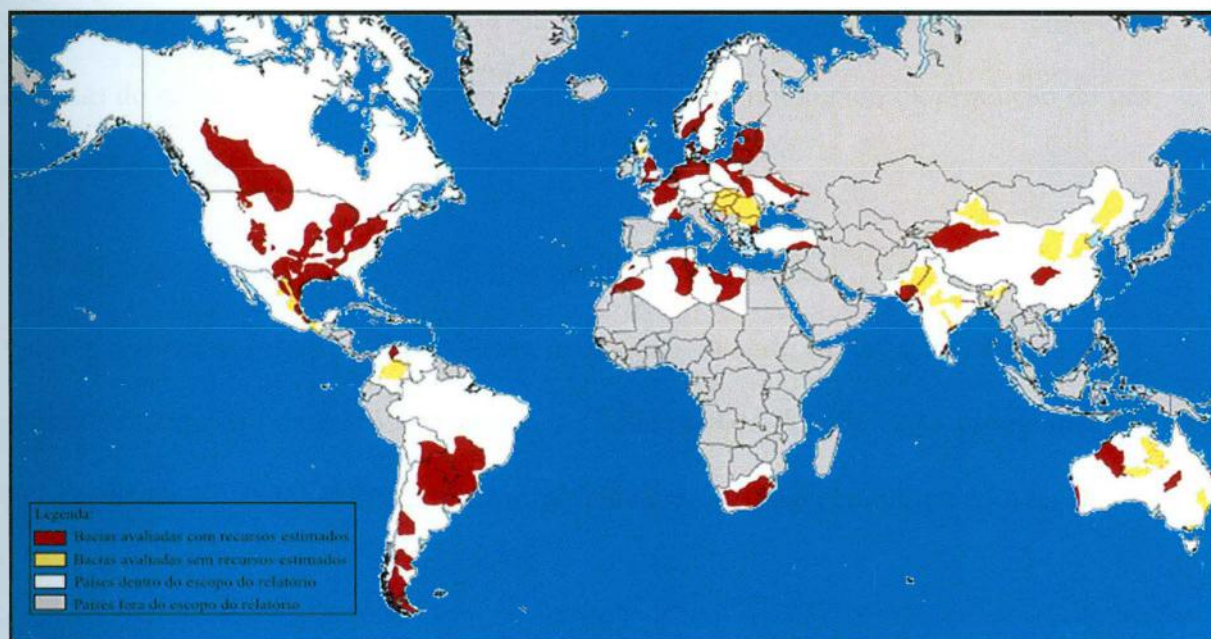 Legenda:
Bacias avaliadas com recursos estimados
Bacias avaliadas sem recursos estimados
Países dentro do escopo do relatório
Países fora do escopo do relatório